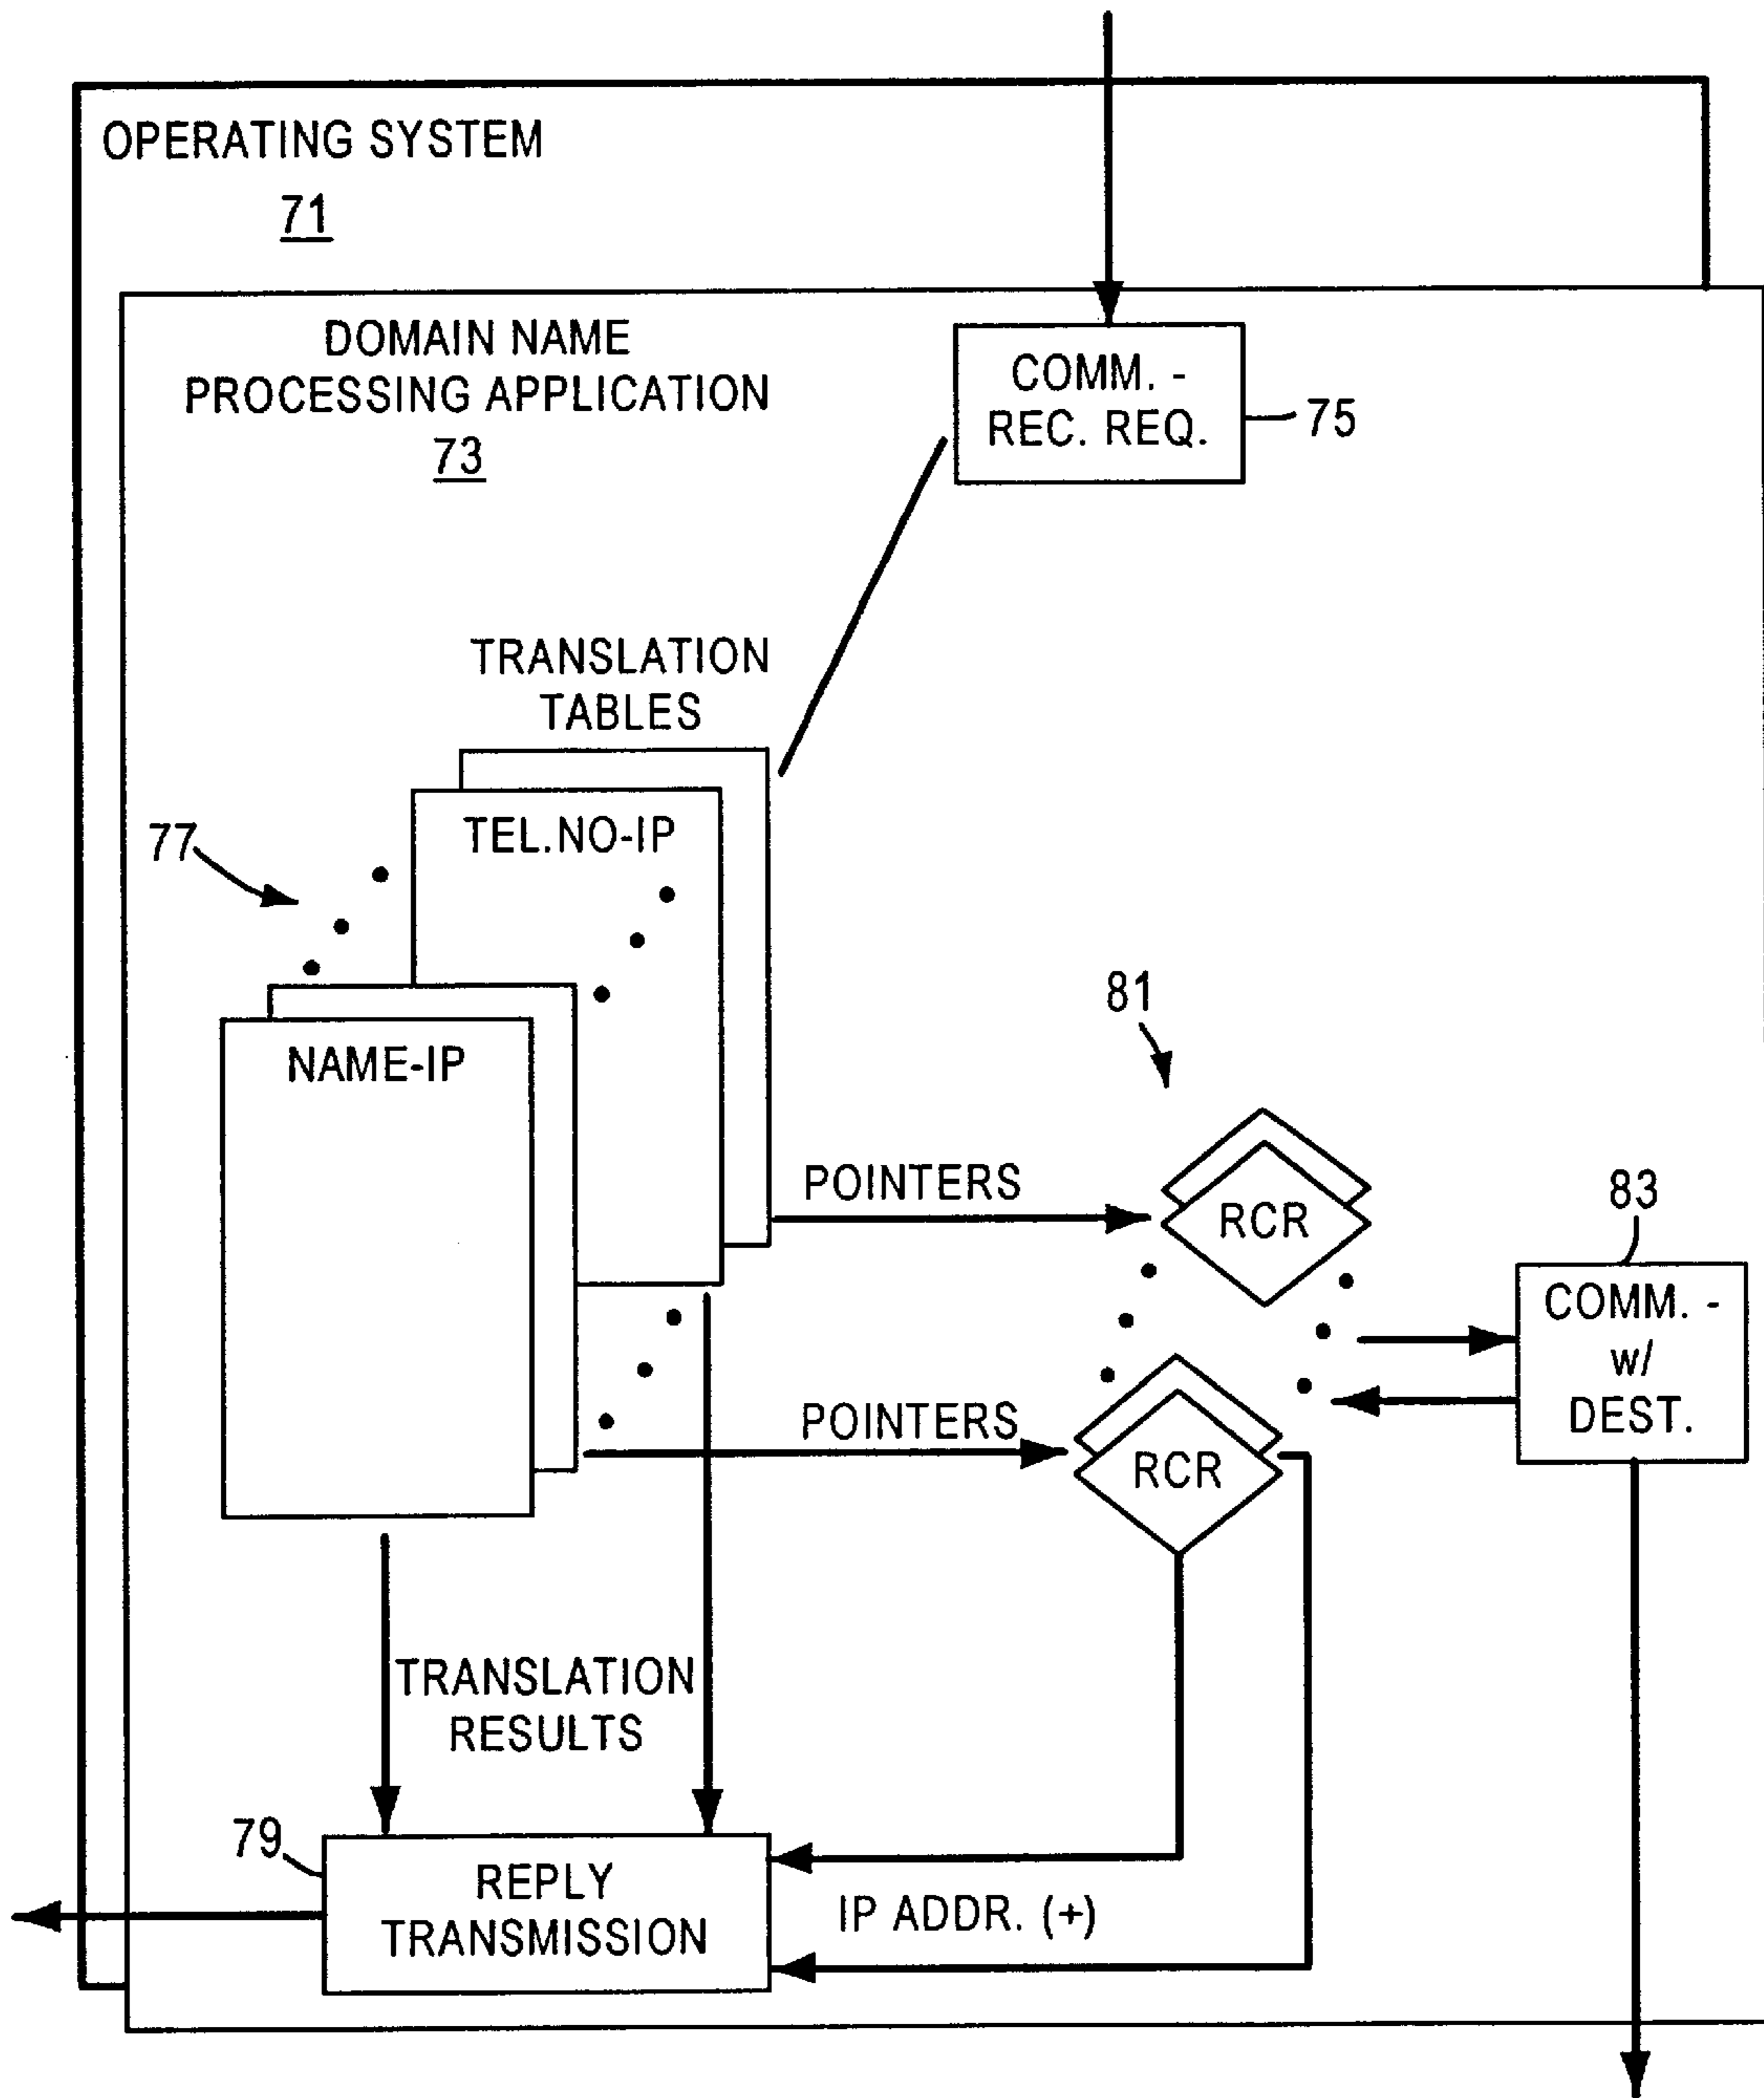 OPERATING SYSTEM
71
DOMAIN NAME
PROCESSING APPLICATION
73
COMM. -
REC. REQ.
75
TRANSLATION
TABLES
77
TEL.NO-IP
NAME-IP
81
POINTERS
RCR
83
COMM. -
w/
DEST.
POINTERS
RCR
TRANSLATION
RESULTS
79
REPLY
TRANSMISSION
IP ADDR. (+)